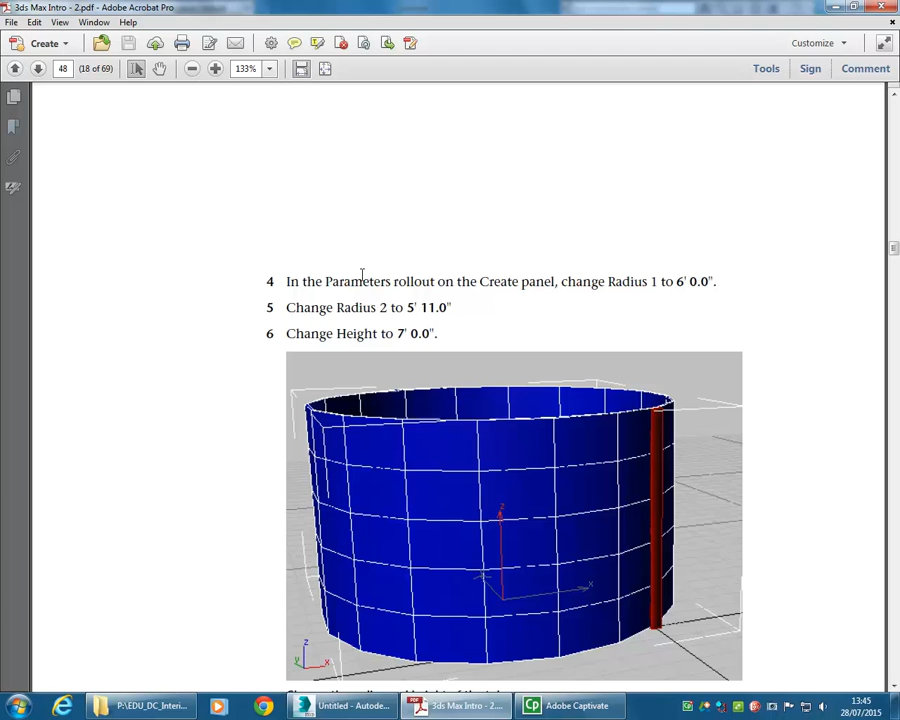 3ds Max Intro - 2.pdf - Adobe Acrobat Pro
File Edit View Window Help
Create Customize
48 (18 of 69) 133% Tools Sign Comment
4 In the Parameters rollout on the Create panel, change Radius 1 to 6' 0.0".
5 Change Radius 2 to 5' 11.0"
6 Change Height to 7' 0.0".
z
x
z
y x
P:\EDU_DC_Interi... Untitled - Autode... 3ds Max Intro - 2.... Adobe Captivate
13:45
28/07/2015